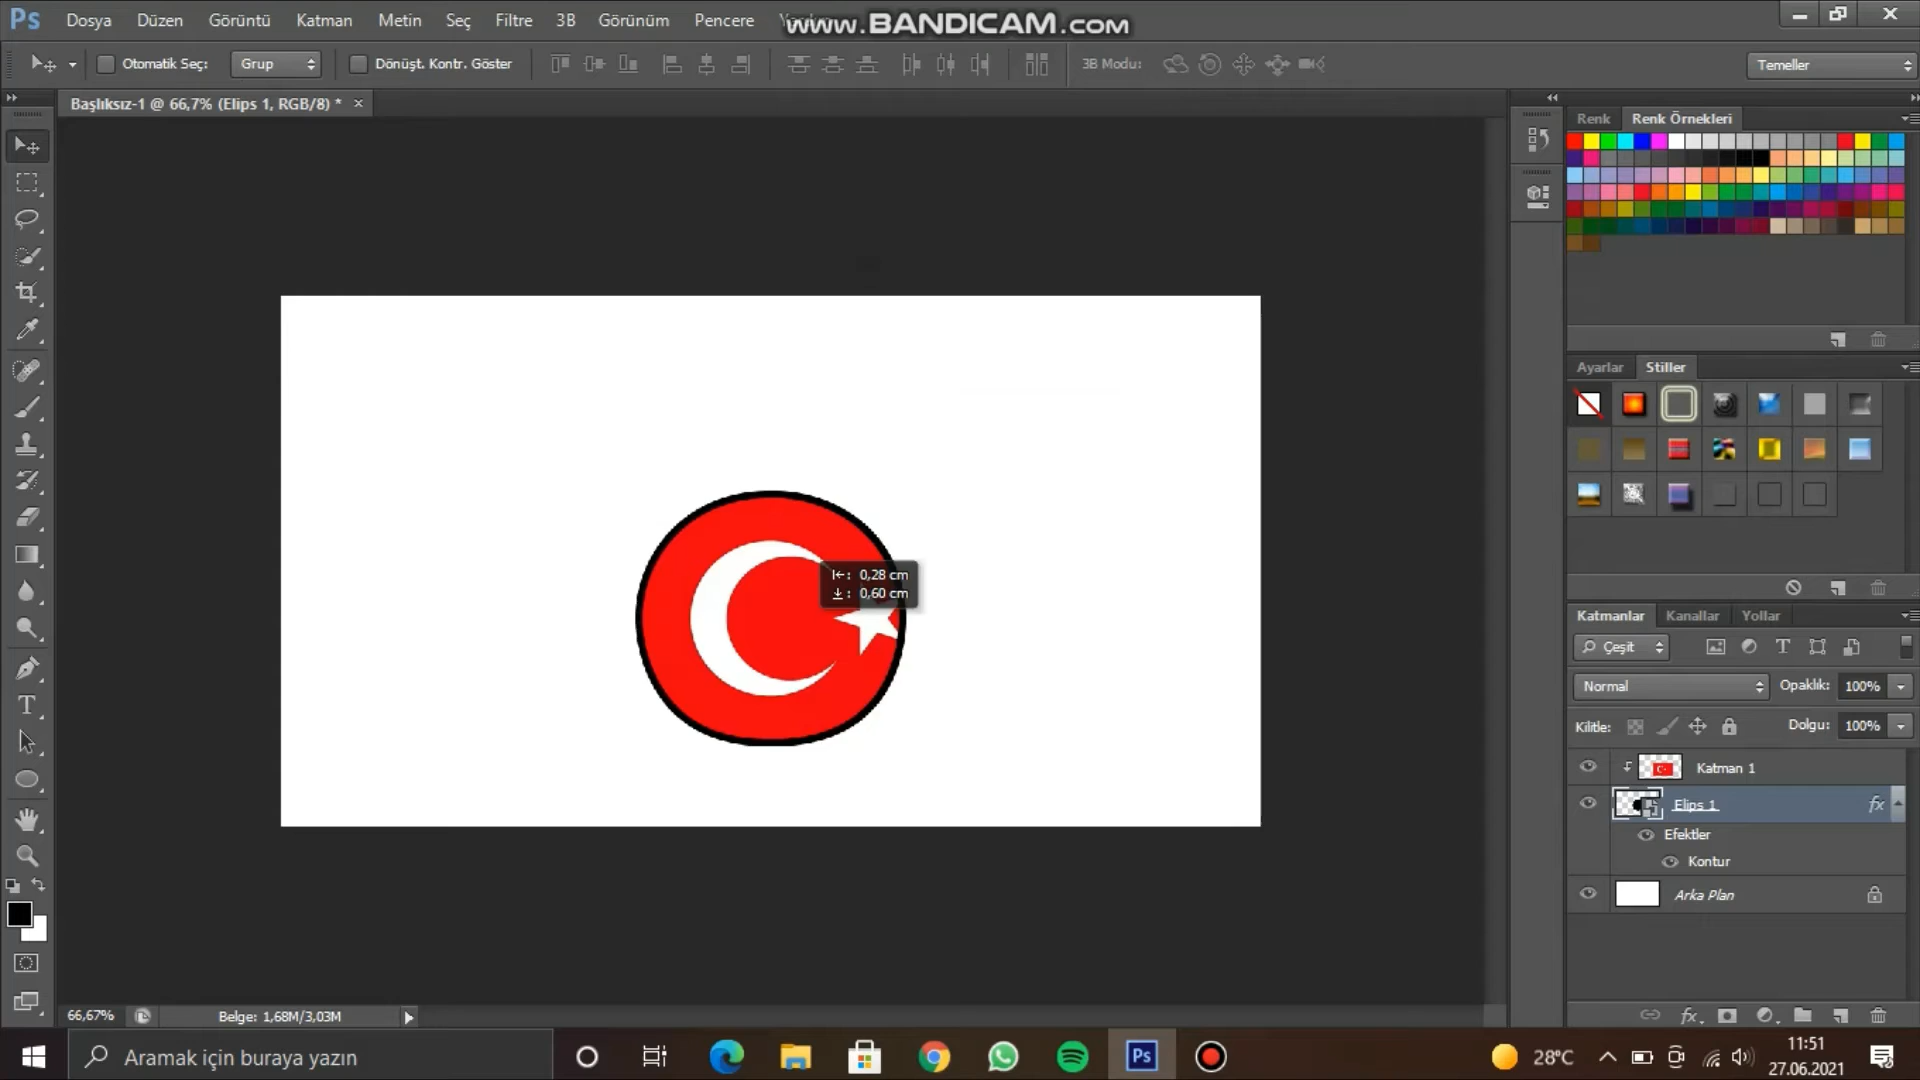 Ps Dosya Düzen Görüntü Katman Metin Seç Filtre 3B Görünüm Pencere
www.BANDICAM.com
Otomatik Seç: Grup Dönüşt. Kontr. Göster 3B Modu: Temeller
Başlıksız-1 @ 66,7% (Elips 1, RGB/8) * ×
Renk Renk Örnekleri
Ayarlar Stiller
0,28 cm
0,60 cm
Katmanlar Kanallar Yollar
Çeşit
Normal Opaklık: 100%
Kilitle: Dolgu: 100%
Katman 1
Elips 1 fx
Efektler
Kontur
Arka Plan
66,67% Belge: 1,68M/3,03M
fx
Aramak için buraya yazın
Ps
28°C
11:51
27.06.2021